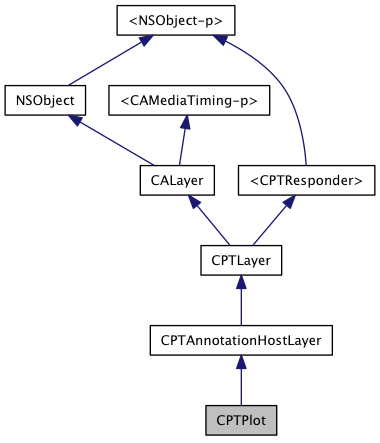 <NSObject-p>
NSObject
<CAMediaTiming-p>
CALayer
<CPTResponder>
CPTLayer
CPTAnnotationHostLayer
CPTPlot